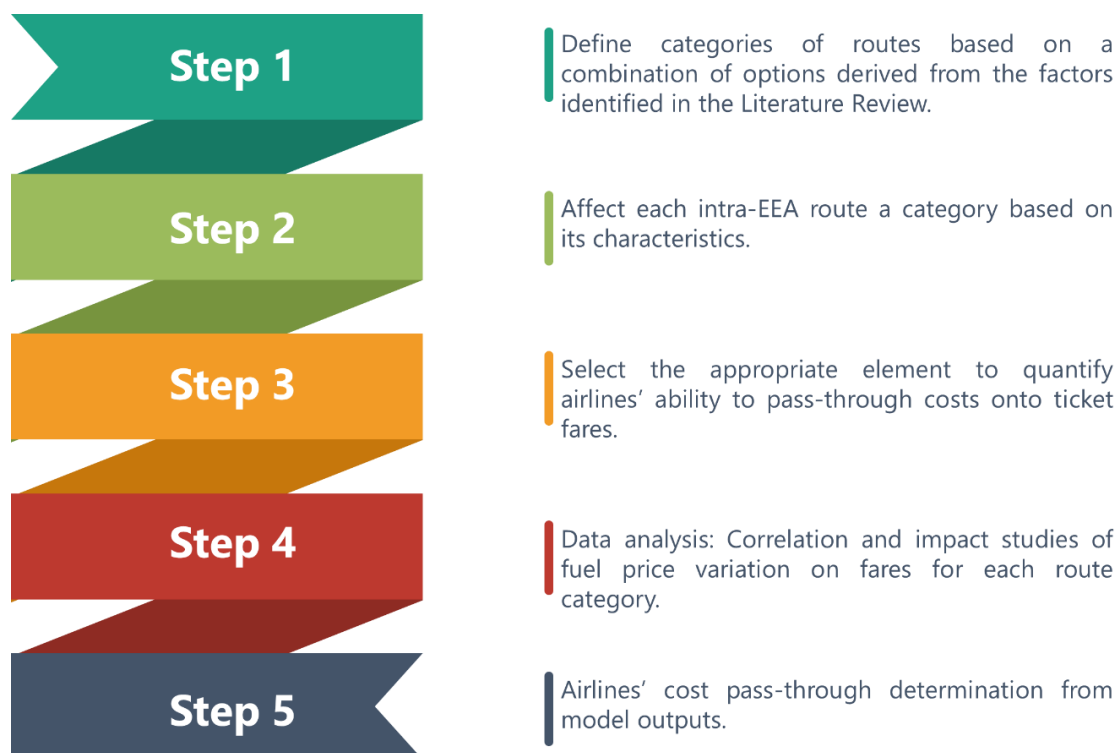 Step 1
Define categories of routes based on a
combination of options derived from the factors
identified in the Literature Review.
Step 2
Affect each intra-EEA route a category based on
its characteristics.
Step 3
Select the appropriate element to quantify
airlines’ ability to pass-through costs onto ticket
fares.
Step 4
Data analysis: Correlation and impact studies of
fuel price variation on fares for each route
category.
Step 5
Airlines’ cost pass-through determination from
model outputs.